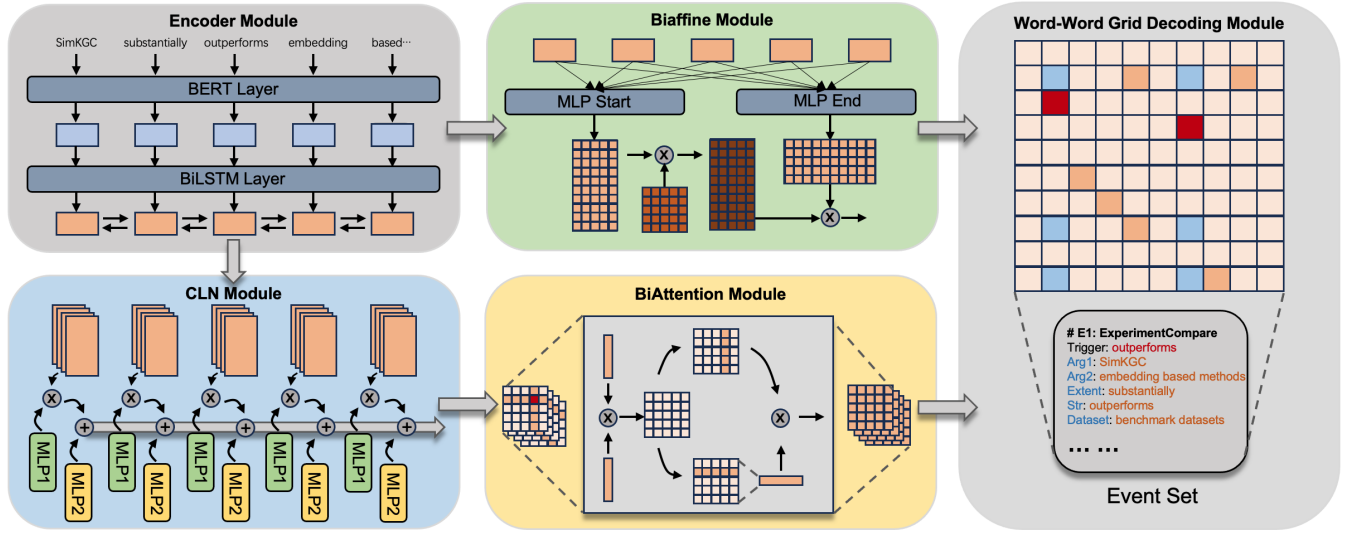 Encoder Module
SimKGC substantially outperforms embedding based...
BERT Layer
BiLSTM Layer
Biaffine Module
MLP Start
MLP End
X
X
CLN Module
X X X X X
+ + + + +
MLP1 MLP1 MLP1 MLP1 MLP1
MLP2 MLP2 MLP2 MLP2 MLP2
BiAttention Module
X
X
Word-Word Grid Decoding Module
# E1: ExperimentCompare
Trigger: outperforms
Arg1: SimKGC
Arg2: embedding based methods
Extent: substantially
Str: outperforms
Dataset: benchmark datasets
... ...
Event Set